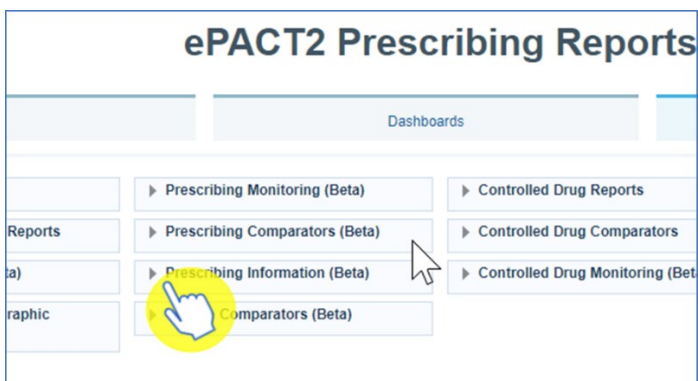 ePACT2 Prescribing Reports
Dashboards
Prescribing Monitoring (Beta)
Controlled Drug Reports
Reports
Prescribing Comparators (Beta)
Controlled Drug Comparators
ta)
Prescribing Information (Beta)
Controlled Drug Monitoring (Bet
raphic
Comparators (Beta)